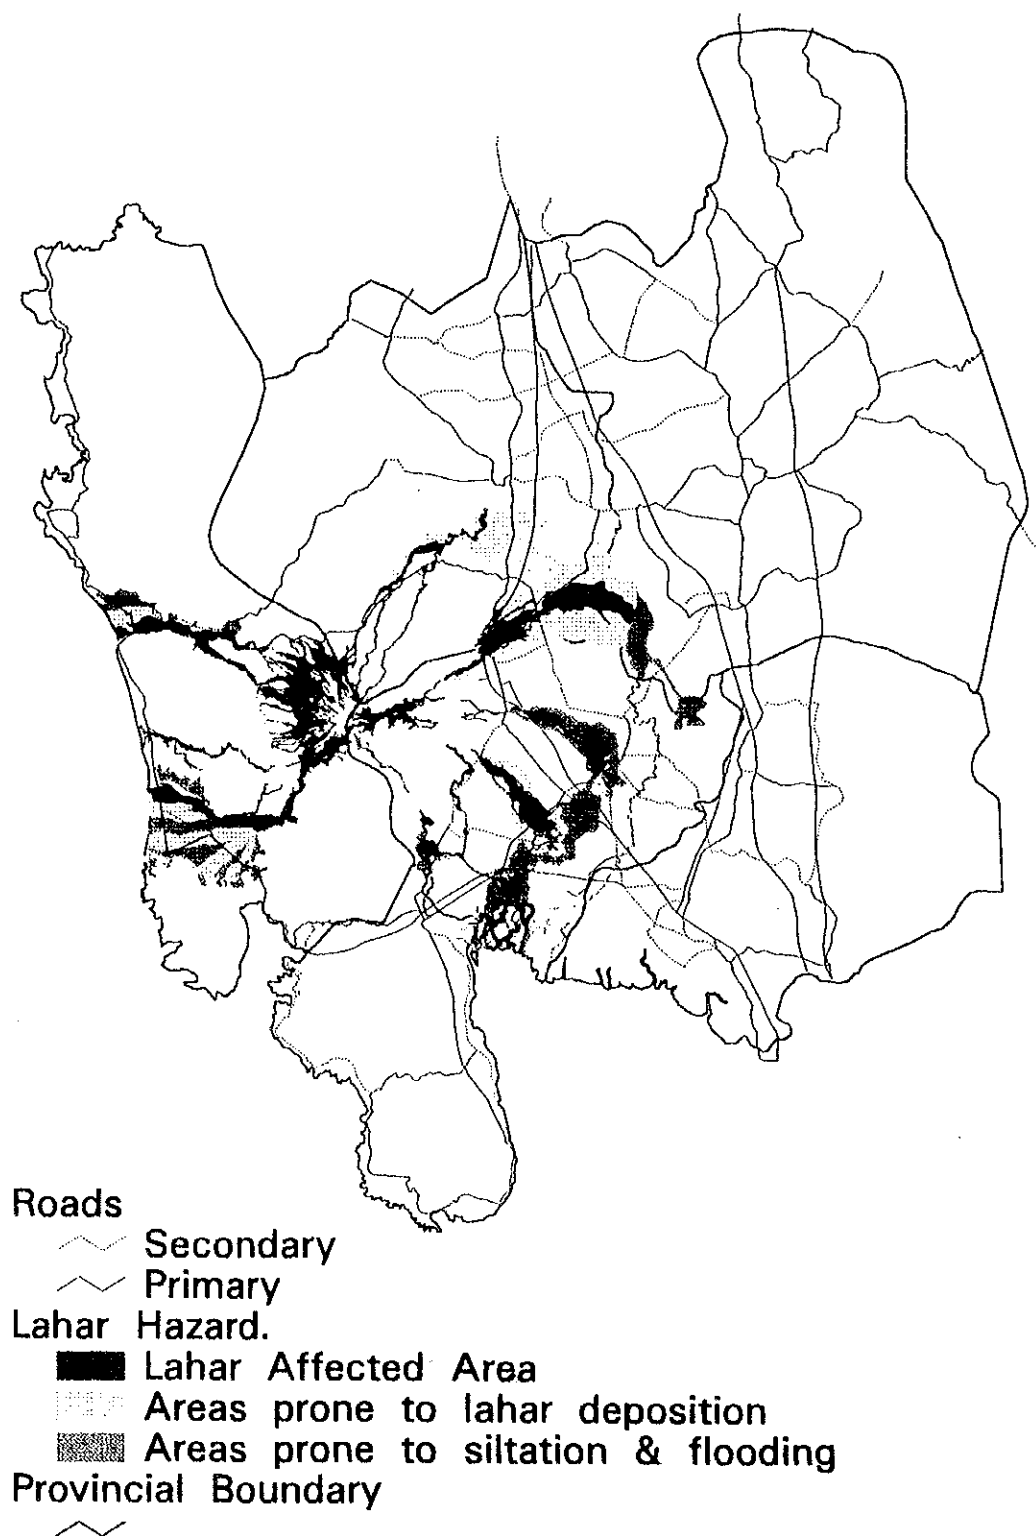 Roads
Secondary
Primary
Lahar Hazard.
Lahar Affected Area
Areas prone to lahar deposition
Areas prone to siltation & flooding
Provincial Boundary